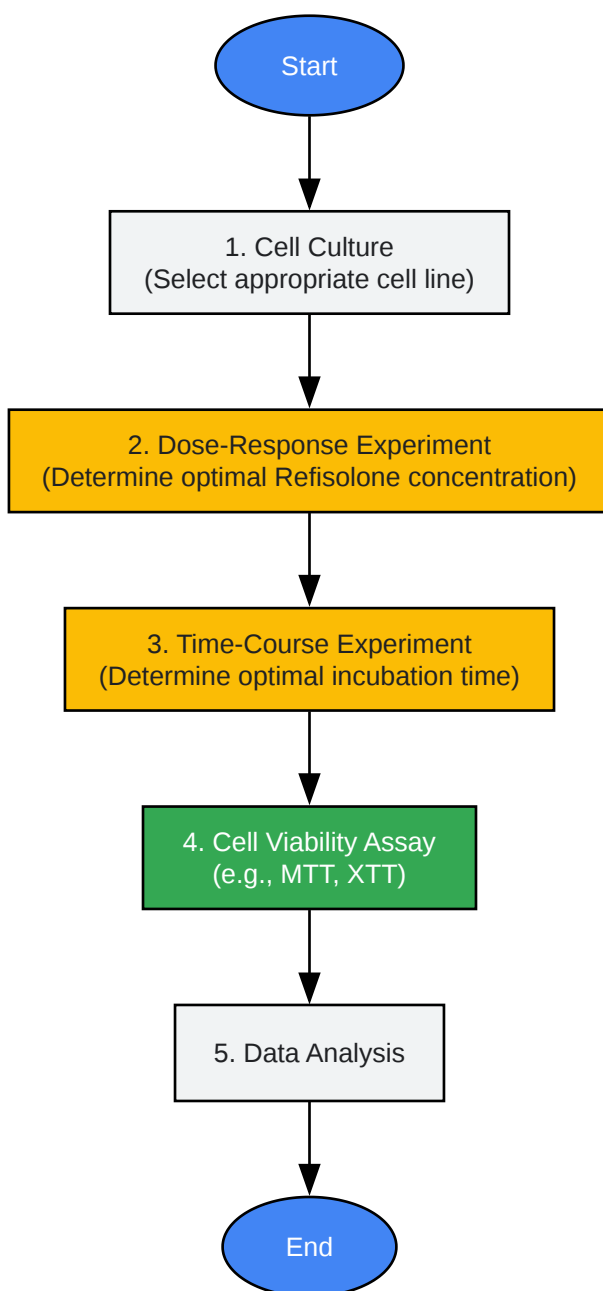 Start
1. Cell Culture
(Select appropriate cell line)
2. Dose-Response Experiment
(Determine optimal Refisolone concentration)
3. Time-Course Experiment
(Determine optimal incubation time)
4. Cell Viability Assay
(e.g., MTT, XTT)
5. Data Analysis
End